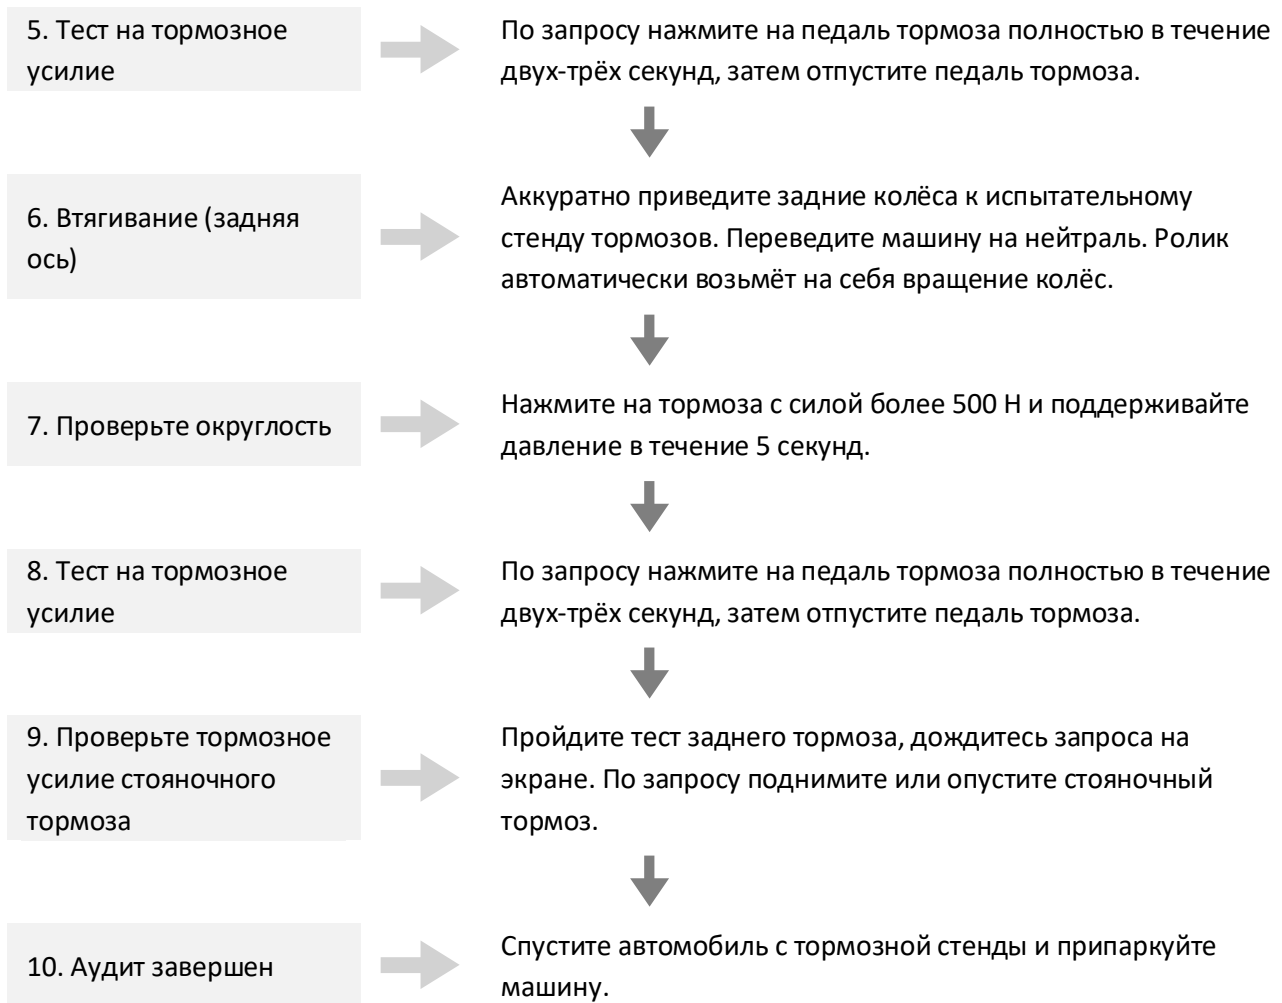 5. Тест на тормозное
усилие
По запросу нажмите на педаль тормоза полностью в течение
двух-трёх секунд, затем отпустите педаль тормоза.
6. Втягивание (задняя
ось)
Аккуратно приведите задние колёса к испытательному
стенду тормозов. Переведите машину на нейтраль. Ролик
автоматически возьмёт на себя вращение колёс.
7. Проверьте округлость
Нажмите на тормоза с силой более 500 Н и поддерживайте
давление в течение 5 секунд.
8. Тест на тормозное
усилие
По запросу нажмите на педаль тормоза полностью в течение
двух-трёх секунд, затем отпустите педаль тормоза.
9. Проверьте тормозное
усилие стояночного
тормоза
Пройдите тест заднего тормоза, дождитесь запроса на
экране. По запросу поднимите или опустите стояночный
тормоз.
10. Аудит завершен
Спустите автомобиль с тормозной стенды и припаркуйте
машину.